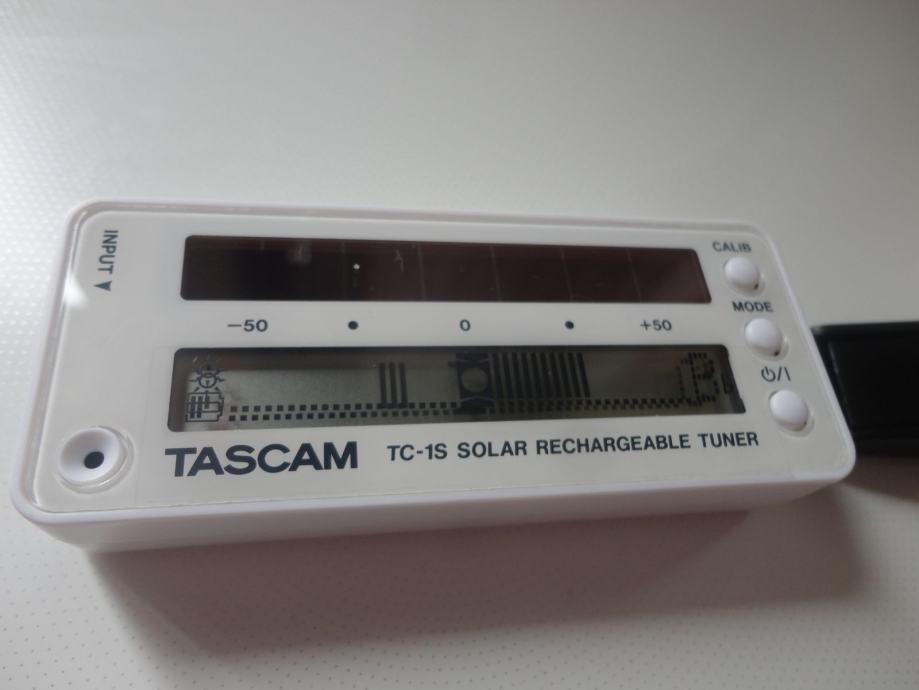 INPUT ▼
CALIB
MODE
−50 • 0 • +50
⏻/I
TASCAM TC-1S SOLAR RECHARGEABLE TUNER